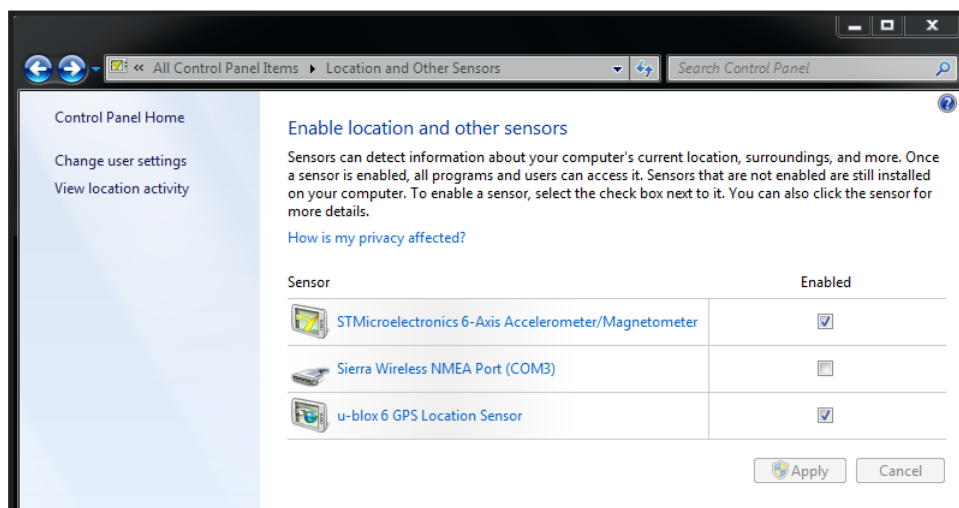 « All Control Panel Items ▸ Location and Other Sensors
Search Control Panel
Control Panel Home
Change user settings
View location activity
Enable location and other sensors
Sensors can detect information about your computer's current location, surroundings, and more. Once
a sensor is enabled, all programs and users can access it. Sensors that are not enabled are still installed
on your computer. To enable a sensor, select the check box next to it. You can also click the sensor for
more details.
How is my privacy affected?
Sensor Enabled
STMicroelectronics 6-Axis Accelerometer/Magnetometer
Sierra Wireless NMEA Port (COM3)
u-blox 6 GPS Location Sensor
Apply Cancel